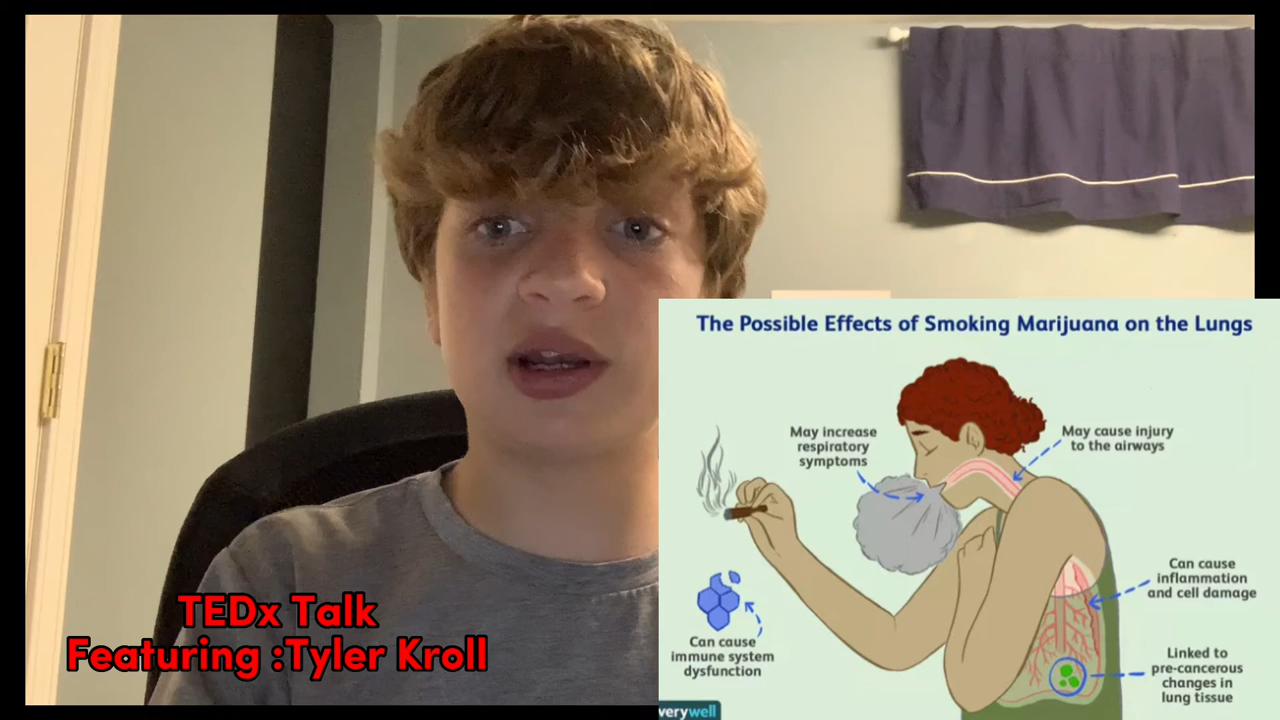 The Possible Effects of Smoking Marijuana on the Lungs
May increase
respiratory
symptoms
May cause injury
to the airways
Can cause
inflammation
and cell damage
Can cause
immune system
dysfunction
Linked to
pre-cancerous
changes in
lung tissue
verywell
TEDx Talk
Featuring :Tyler Kroll